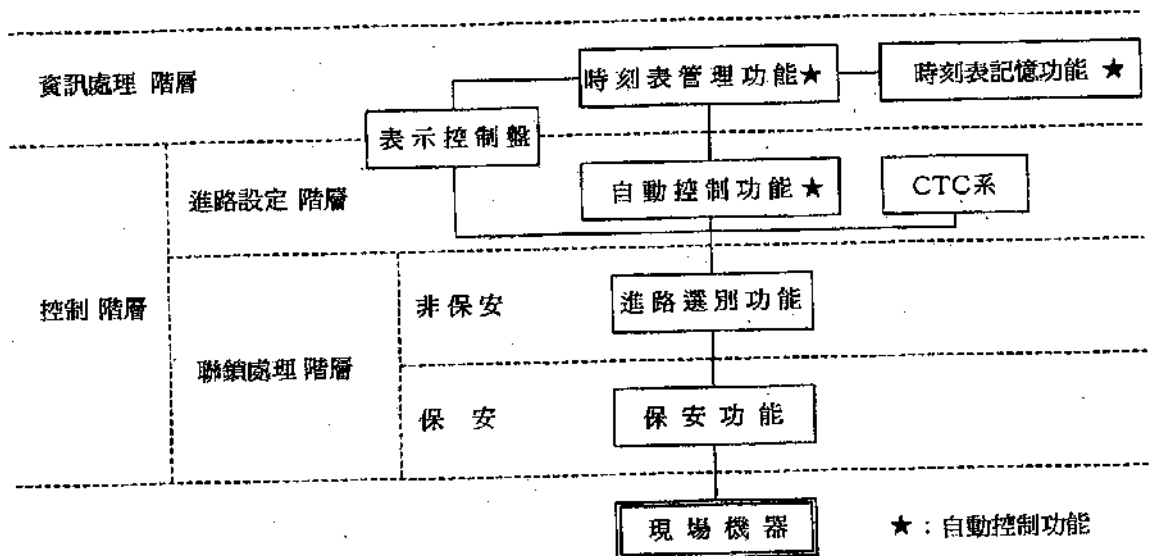 時刻表管理功能★
時刻表記憶功能 ★
資訊處理 階層
表示控制盤
進路設定 階層
自動控制功能★
CTC系
控制 階層
非保安
進路選別功能
聯鎖處理 階層
保 安
保安功能
現場機器
★:自動控制功能